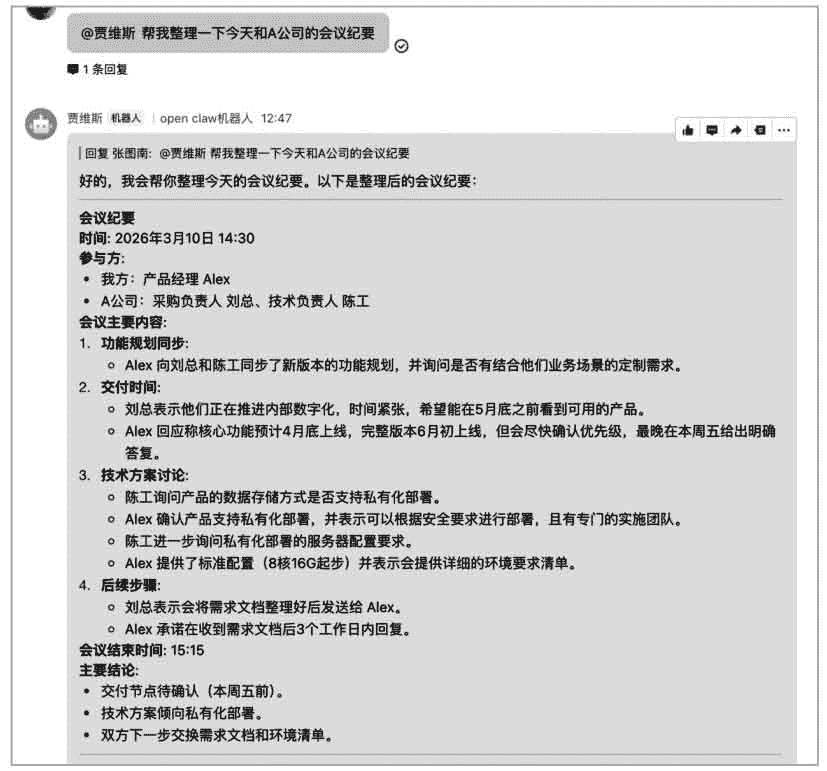 @贾维斯 帮我整理一下今天和A公司的会议纪要
1 条回复
贾维斯 机器人 | open claw机器人 12:47
回复 张图南: @贾维斯 帮我整理一下今天和A公司的会议纪要
好的，我会帮你整理今天的会议纪要。以下是整理后的会议纪要：
会议纪要
时间: 2026年3月10日 14:30
参与方:
• 我方：产品经理 Alex
• A公司：采购负责人 刘总、技术负责人 陈工
会议主要内容:
1. 功能规划同步:
○ Alex 向刘总和陈工同步了新版本的功能规划，并询问是否有结合他们业务场景的定制需求。
2. 交付时间:
○ 刘总表示他们正在推进内部数字化，时间紧张，希望能在5月底之前看到可用的产品。
○ Alex 回应称核心功能预计4月底上线，完整版本6月初上线，但会尽快确认优先级，最晚在本周五给出明确
答复。
3. 技术方案讨论:
○ 陈工询问产品的数据存储方式是否支持私有化部署。
○ Alex 确认产品支持私有化部署，并表示可以根据安全要求进行部署，且有专门的实施团队。
○ 陈工进一步询问私有化部署的服务器配置要求。
○ Alex 提供了标准配置（8核16G起步）并表示会提供详细的环境要求清单。
4. 后续步骤:
○ 刘总表示会将需求文档整理好后发送给 Alex。
○ Alex 承诺在收到需求文档后3个工作日内回复。
会议结束时间: 15:15
主要结论:
• 交付节点待确认（本周五前）。
• 技术方案倾向私有化部署。
• 双方下一步交换需求文档和环境清单。